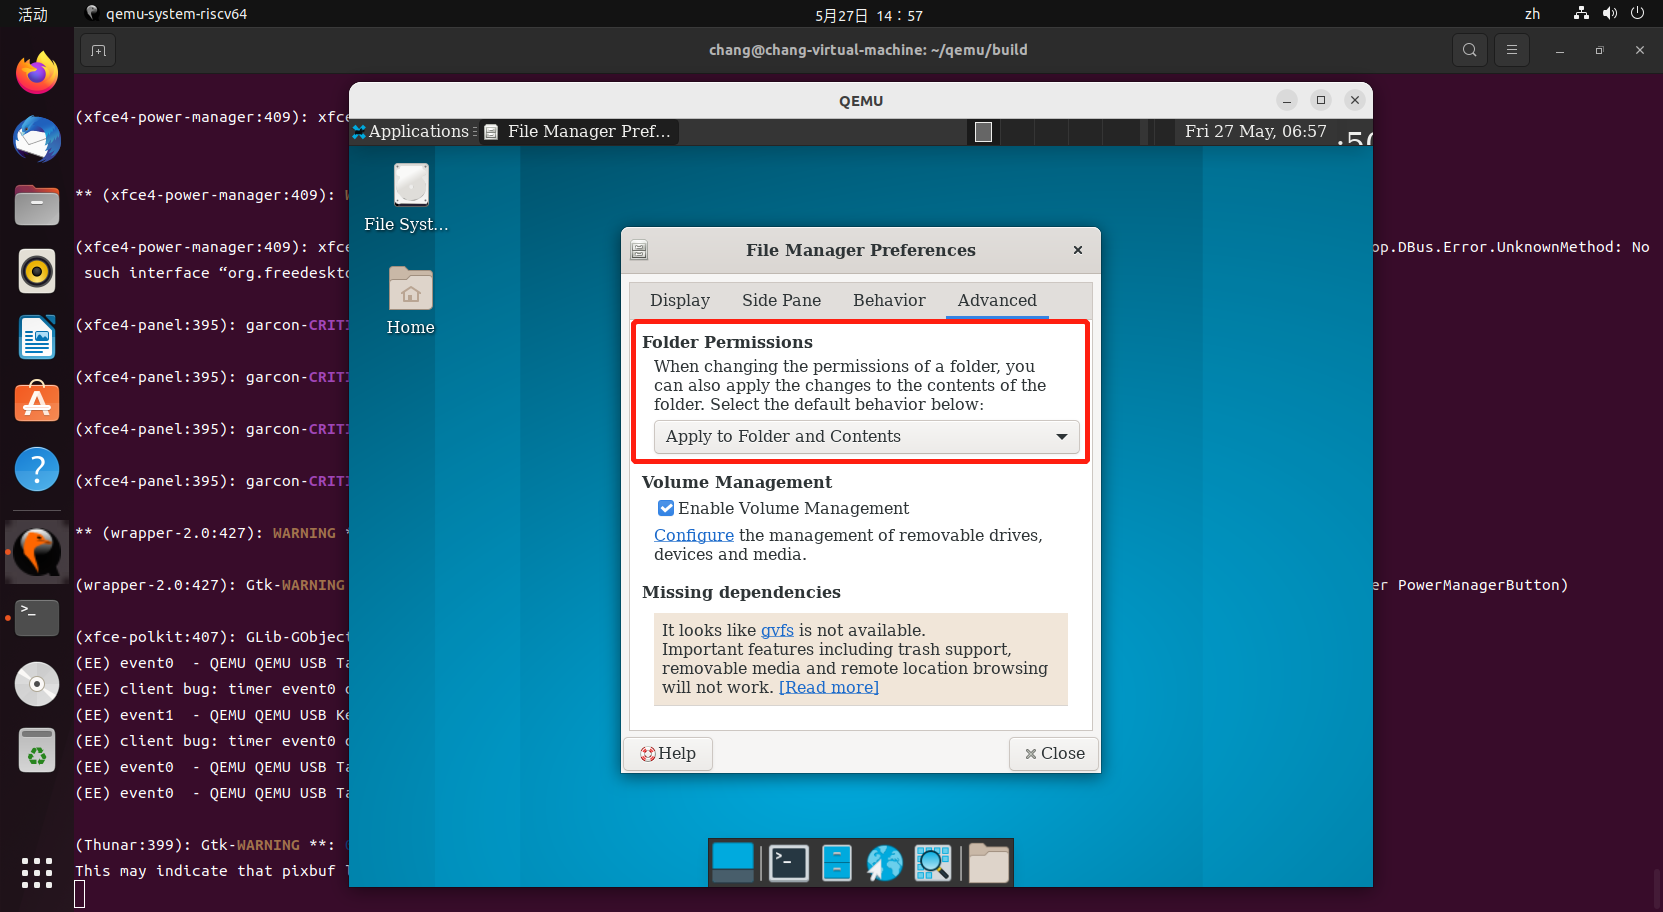 活动
qemu-system-riscv64
5月27日 14：57
zh
chang@chang-virtual-machine: ~/qemu/build
(xfce4-power-manager:409): xfce
** (xfce4-power-manager:409):
(xfce4-power-manager:409): xfce
op.DBus.Error.UnknownMethod: No
such interface “org.freedeskto
(xfce4-panel:395): garcon-CRITI
(xfce4-panel:395): garcon-CRITI
(xfce4-panel:395): garcon-CRITI
(xfce4-panel:395): garcon-CRITI
** (wrapper-2.0:427): WARNING *
(wrapper-2.0:427): Gtk-WARNING
er PowerManagerButton)
(xfce-polkit:407): GLib-GObject
(EE) event0 - QEMU QEMU USB Ta
(EE) client bug: timer event0
(EE) event1 - QEMU QEMU USB Ke
(EE) client bug: timer event0
(EE) event0 - QEMU QEMU USB Ta
(EE) event0 - QEMU QEMU USB Ta
(Thunar:399): Gtk-WARNING **:
This may indicate that pixbuf
QEMU
Applications
File Manager Pref...
Fri 27 May, 06:57
File Syst...
Home
File Manager Preferences
Display Side Pane Behavior Advanced
Folder Permissions
When changing the permissions of a folder, you
can also apply the changes to the contents of the
folder. Select the default behavior below:
Apply to Folder and Contents
Volume Management
Enable Volume Management
Configure the management of removable drives,
devices and media.
Missing dependencies
It looks like gvfs is not available.
Important features including trash support,
removable media and remote location browsing
will not work. [Read more]
Help
Close